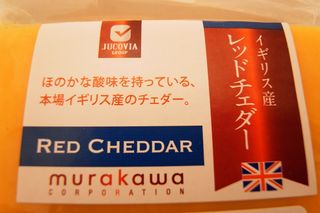 JUCOVIA
GROUP
ほのかな酸味を持っている、
本場イギリス産のチェダー。
RED CHEDDAR
murakawa
CORPORATION
イギリス産
レッドチェダー